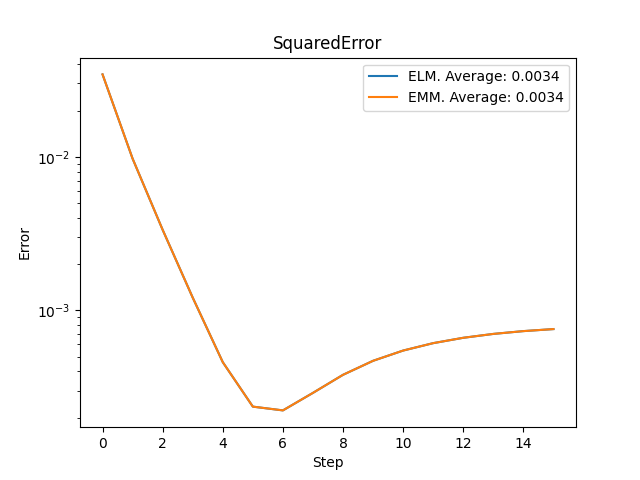 SquaredError
ELM. Average: 0.0034
EMM. Average: 0.0034
Error
10⁻²
10⁻³
0 2 4 6 8 10 12 14
Step